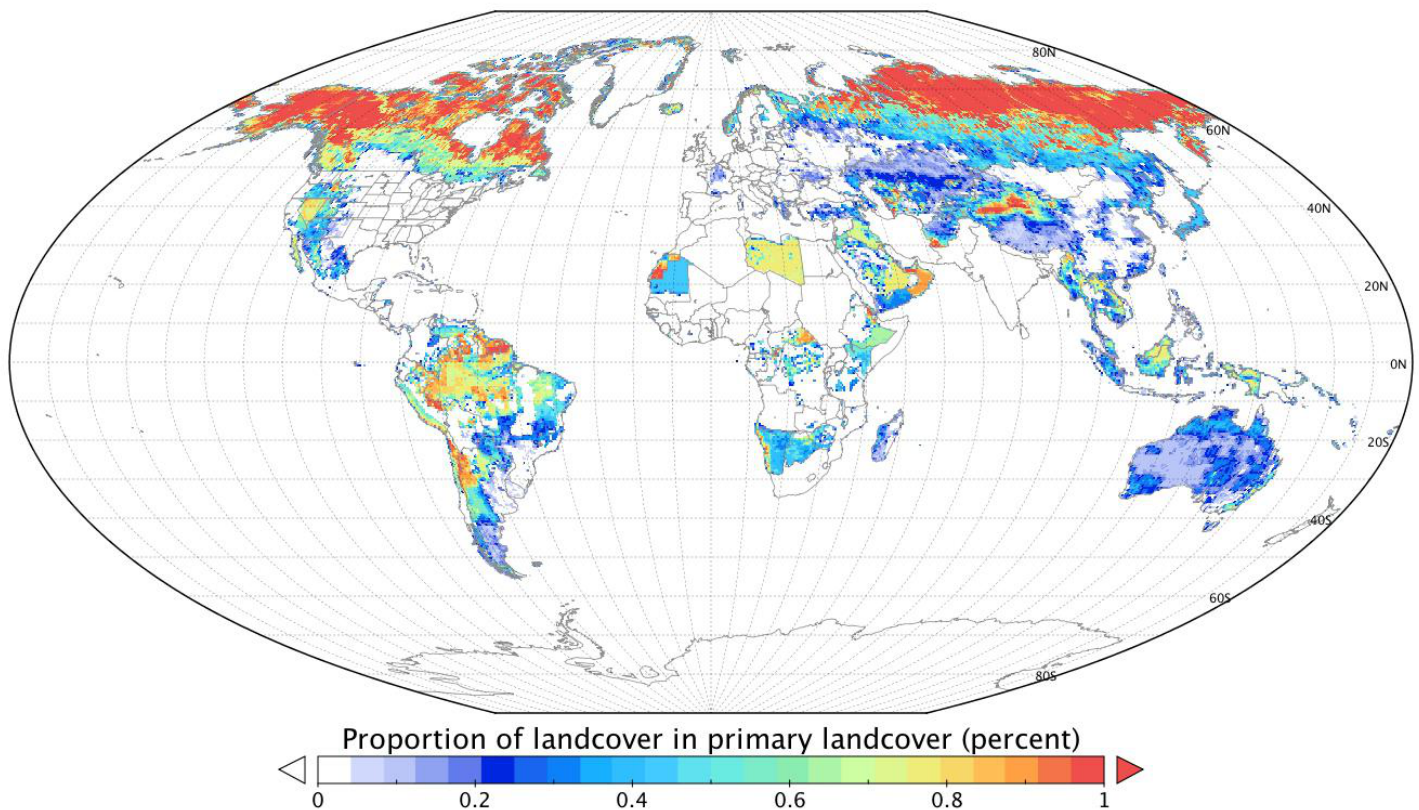 80N
60N
40N
20N
0N
20S
40S
60S
80S
Proportion of landcover in primary landcover (percent)
0 0.2 0.4 0.6 0.8 1